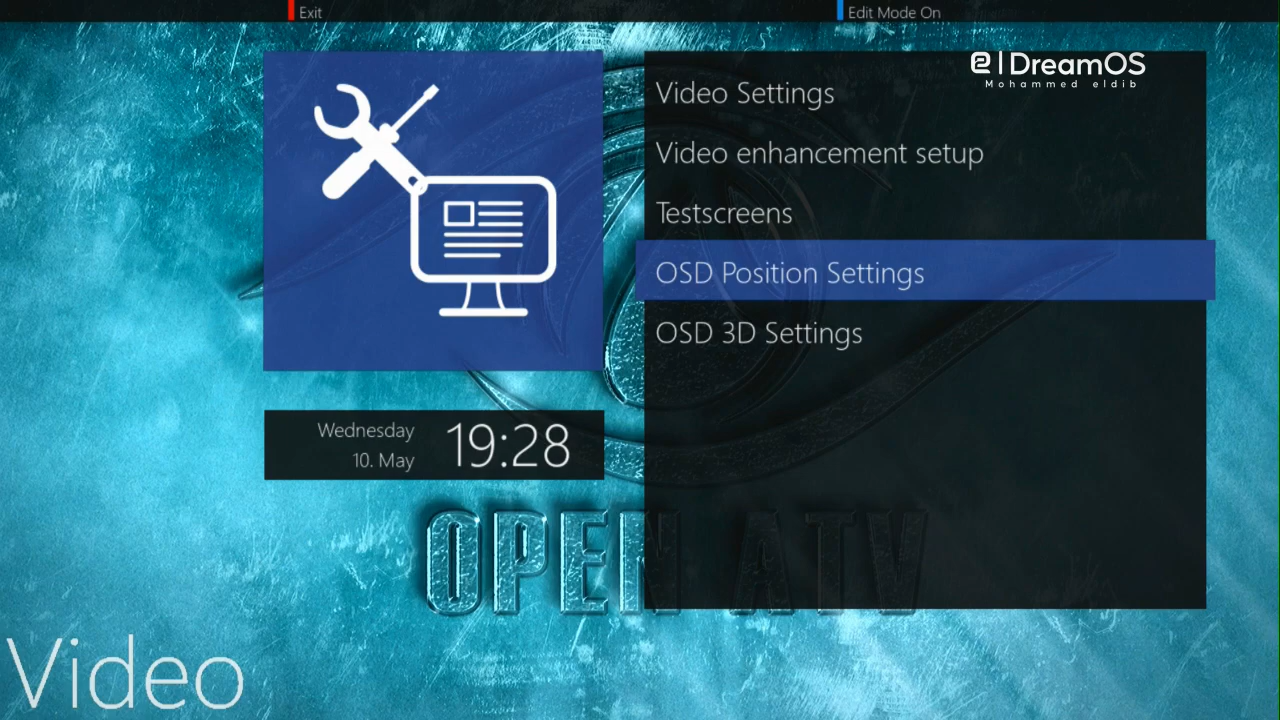 Exit
Edit Mode On
DreamOS
Mohammed eldib
Video Settings
Video enhancement setup
Testscreens
OSD Position Settings
OSD 3D Settings
Wednesday
10. May
19:28
OPEN ATV
Video